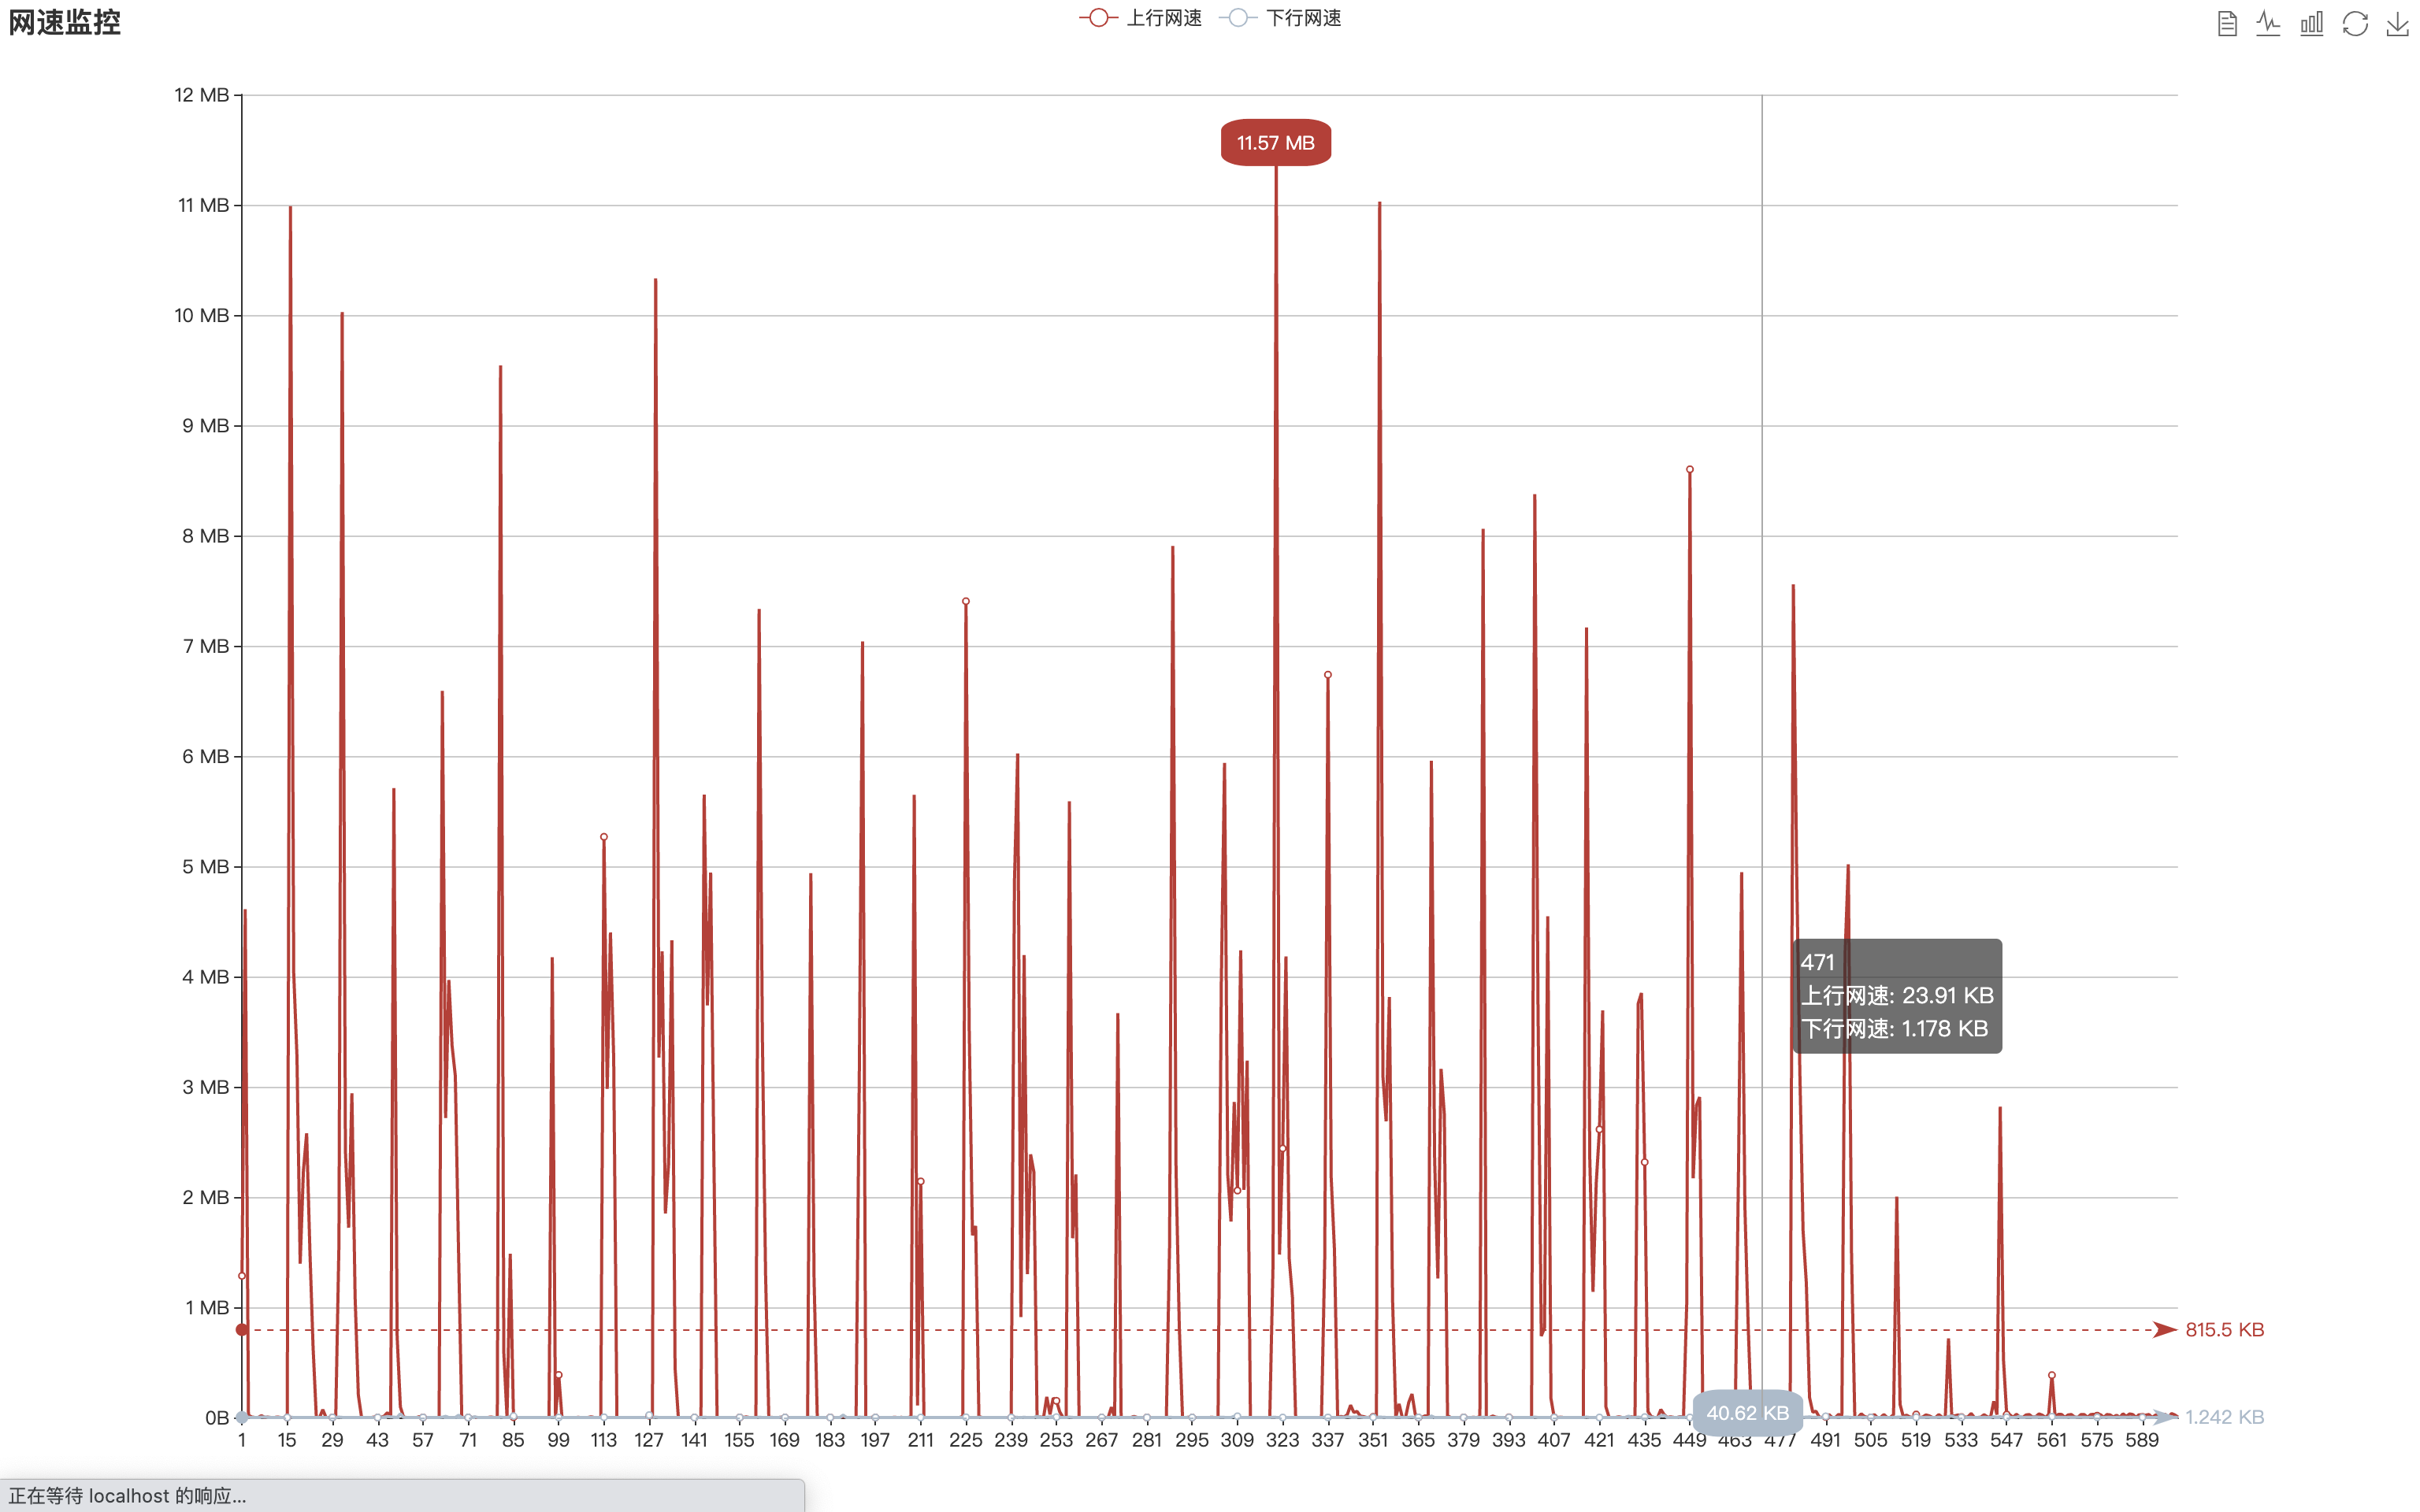 网速监控
上行网速 下行网速
12 MB
11 MB
10 MB
9 MB
8 MB
7 MB
6 MB
5 MB
4 MB
3 MB
2 MB
1 MB
0B
11.57 MB
471
上行网速: 23.91 KB
下行网速: 1.178 KB
815.5 KB
40.62 KB
1.242 KB
1 15 29 43 57 71 85 99 113 127 141 155 169 183 197 211 225 239 253 267 281 295 309 323 337 351 365 379 393 407 421 435 449 463 477 491 505 519 533 547 561 575 589
正在等待 localhost 的响应...